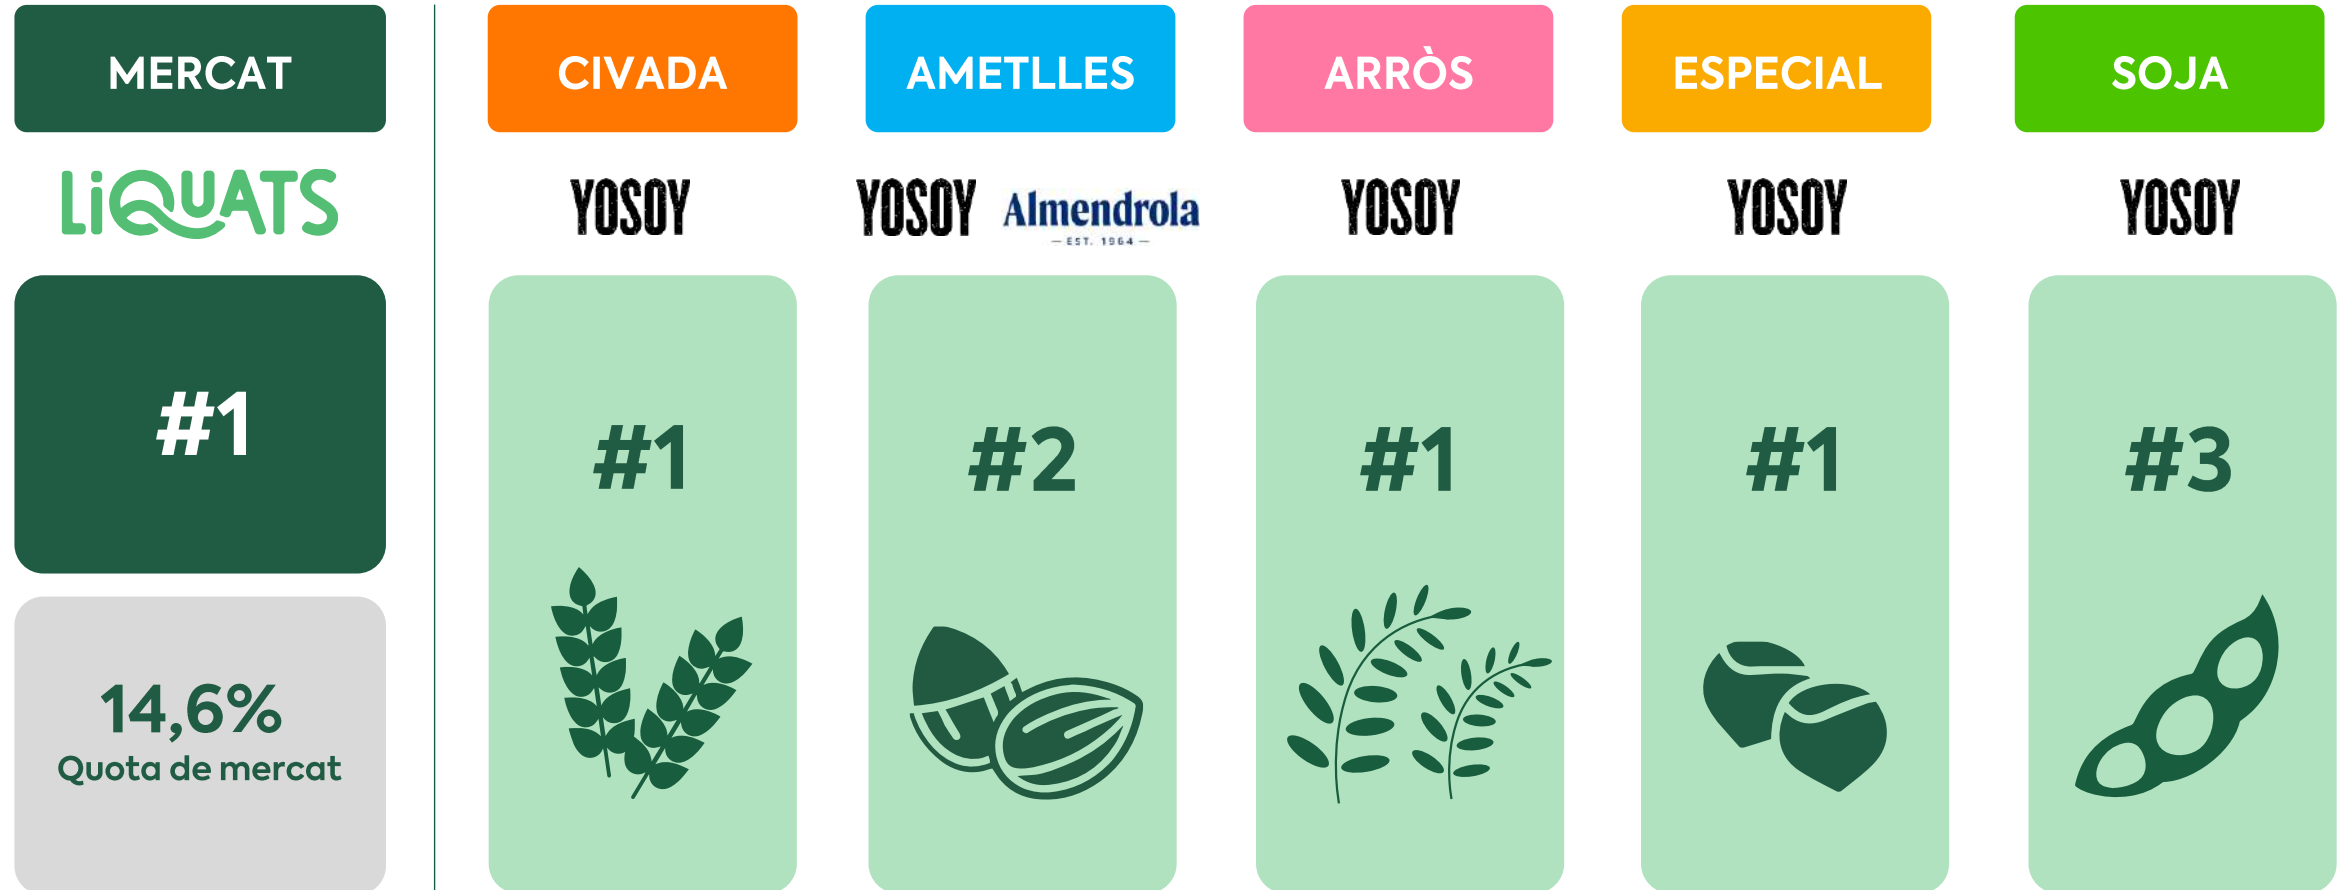 MERCAT
LiQUATS
#1
14,6%
Quota de mercat
CIVADA
YOSOY
#1
AMETLLES
YOSOY
Almendrola
— EST. 1964 —
#2
ARRÒS
YOSOY
#1
ESPECIAL
YOSOY
#1
SOJA
YOSOY
#3